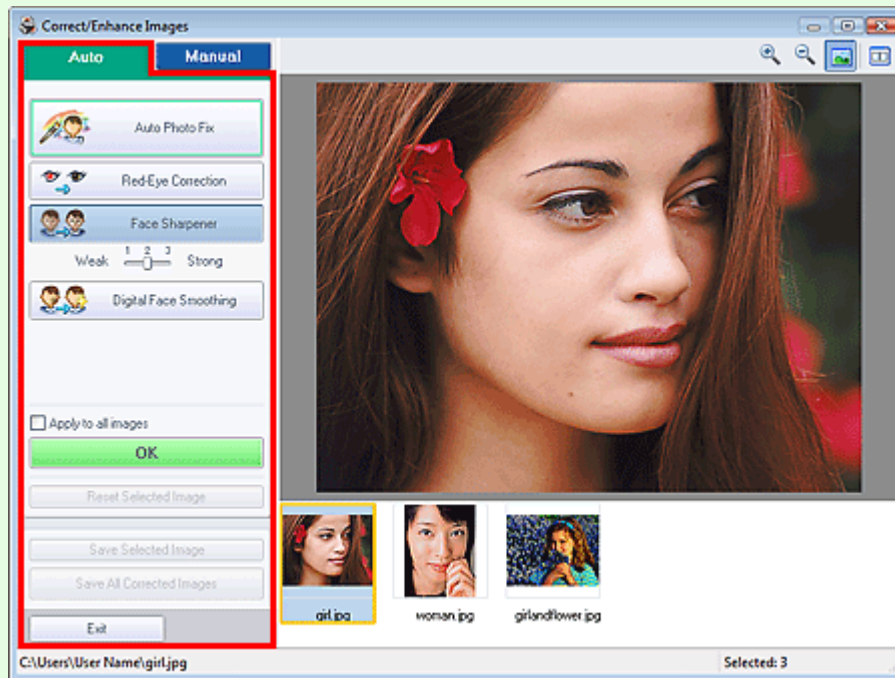 Correct/Enhance Images
Auto Manual
Auto Photo Fix
Red-Eye Correction
Face Sharpener
1 2 3
Weak Strong
Digital Face Smoothing
Apply to all images
OK
Reset Selected Image
Save Selected Image
Save All Corrected Images
Exit
girl.jpg woman.jpg girlandflower.jpg
C:\Users\User Name\girl.jpg Selected: 3